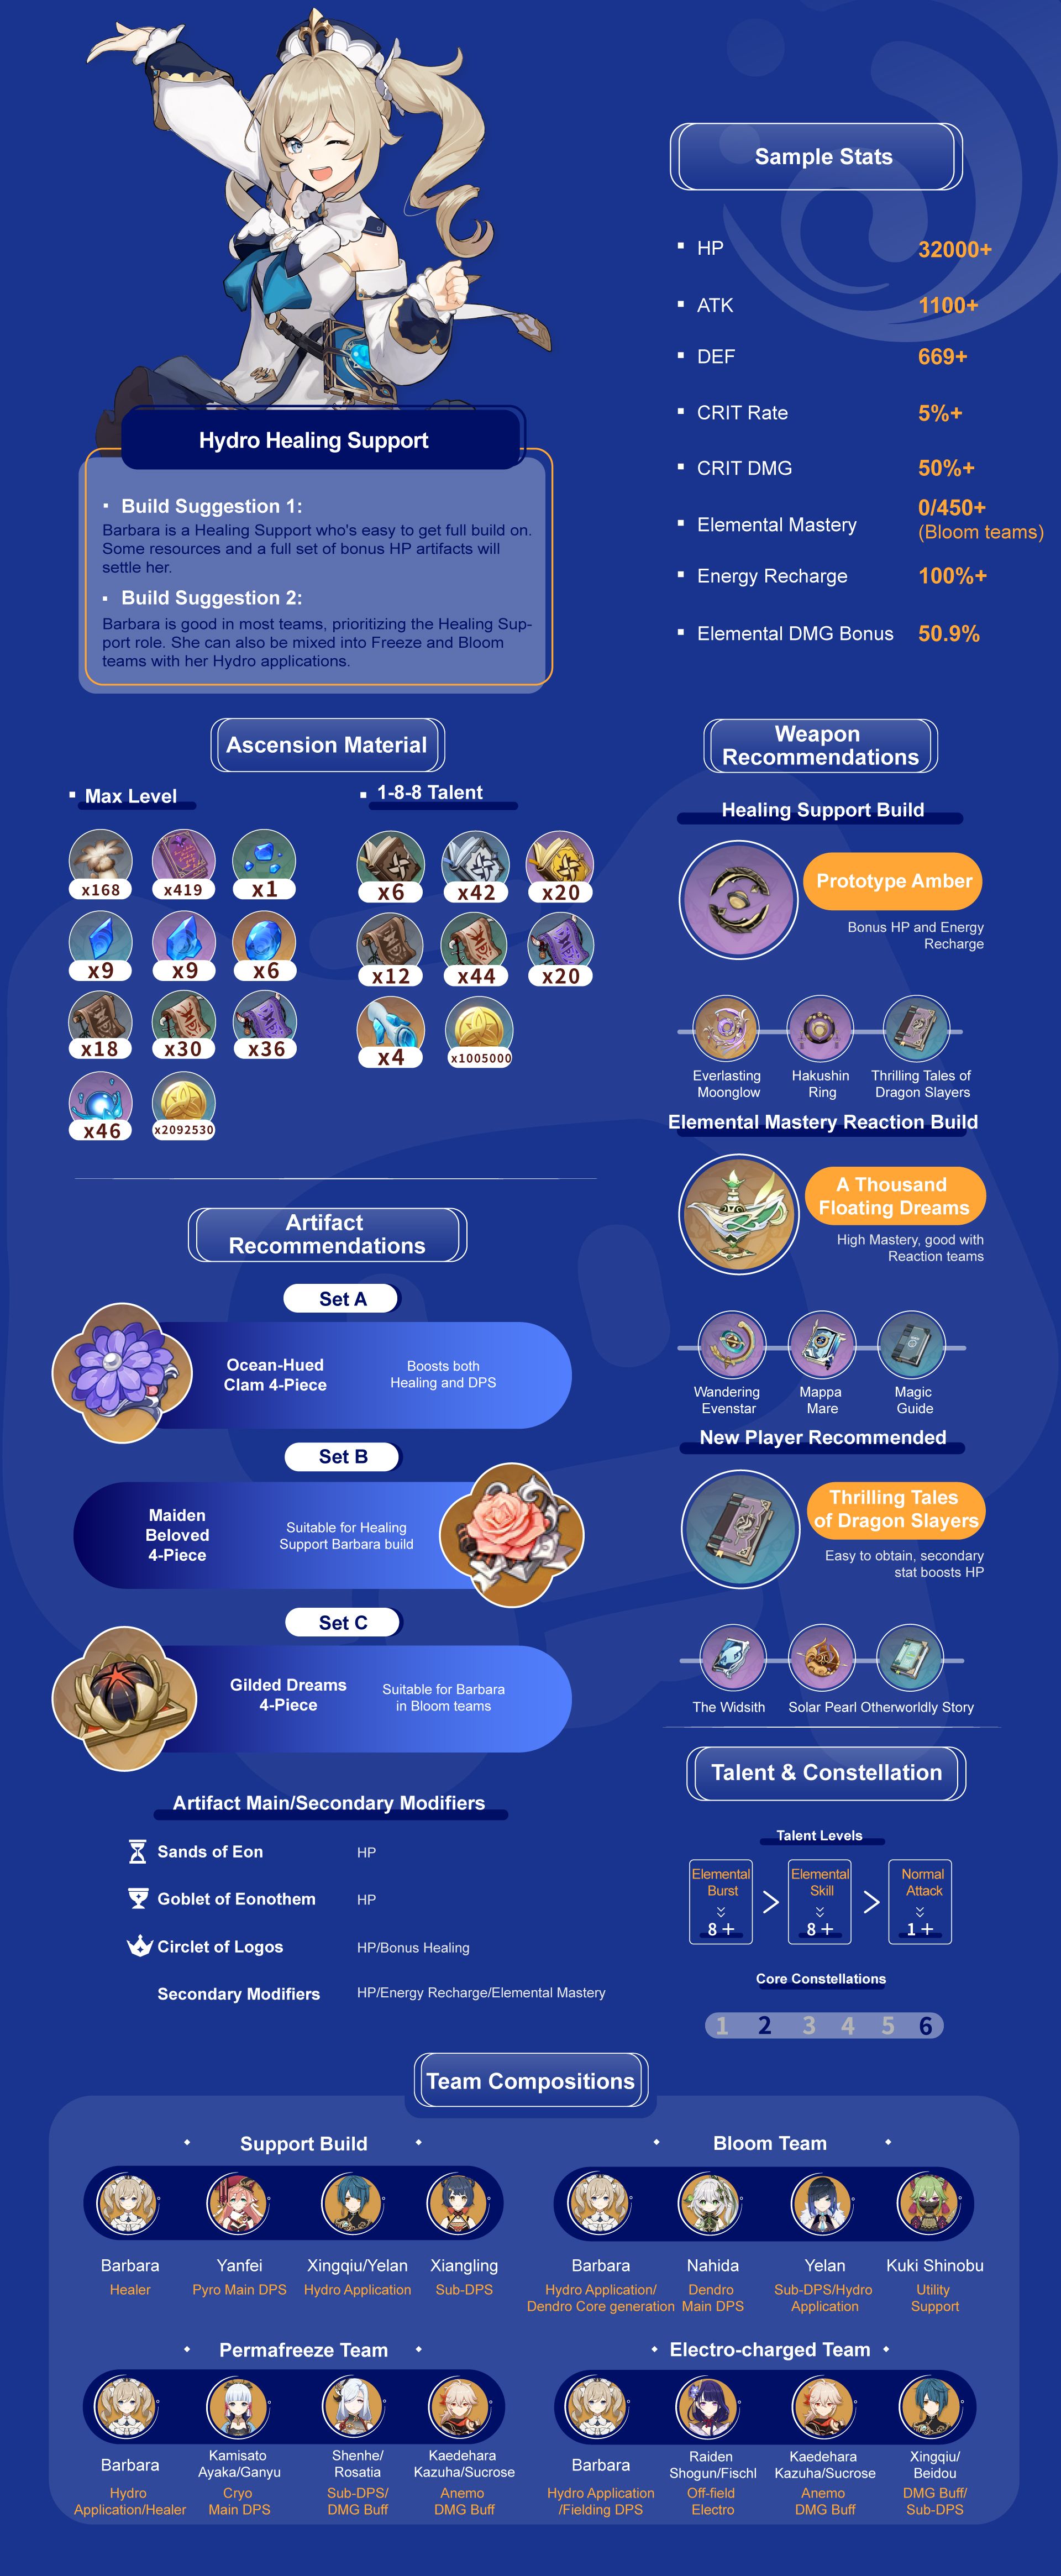 Sample Stats
HP
32000+
ATK
1100+
DEF
669+
CRIT Rate
5%+
CRIT DMG
50%+
Elemental Mastery
0/450+
(Bloom teams)
Energy Recharge
100%+
Elemental DMG Bonus
50.9%
Hydro Healing Support
Build Suggestion 1:
Barbara is a Healing Support who's easy to get full build on.
Some resources and a full set of bonus HP artifacts will
settle her.
Build Suggestion 2:
Barbara is good in most teams, prioritizing the Healing Sup-
port role. She can also be mixed into Freeze and Bloom
teams with her Hydro applications.
Ascension Material
Max Level
x168
x419
x1
x9
x9
x6
x18
x30
x36
x46
x2092530
1-8-8 Talent
x6
x42
x20
x12
x44
x20
x4
x1005000
Weapon
Recommendations
Healing Support Build
Prototype Amber
Bonus HP and Energy
Recharge
Everlasting
Moonglow
Hakushin
Ring
Thrilling Tales of
Dragon Slayers
Elemental Mastery Reaction Build
A Thousand
Floating Dreams
High Mastery, good with
Reaction teams
Wandering
Evenstar
Mappa
Mare
Magic
Guide
New Player Recommended
Thrilling Tales
of Dragon Slayers
Easy to obtain, secondary
stat boosts HP
The Widsith
Solar Pearl
Otherworldly Story
Artifact
Recommendations
Set A
Ocean-Hued
Clam 4-Piece
Boosts both
Healing and DPS
Set B
Maiden
Beloved
4-Piece
Suitable for Healing
Support Barbara build
Set C
Gilded Dreams
4-Piece
Suitable for Barbara
in Bloom teams
Artifact Main/Secondary Modifiers
Sands of Eon
HP
Goblet of Eonothem
HP
Circlet of Logos
HP/Bonus Healing
Secondary Modifiers
HP/Energy Recharge/Elemental Mastery
Talent & Constellation
Talent Levels
Elemental
Burst
8+
>
Elemental
Skill
8+
>
Normal
Attack
1+
Core Constellations
1 2 3 4 5 6
Team Compositions
Support Build
Barbara
Healer
Yanfei
Pyro Main DPS
Xingqiu/Yelan
Hydro Application
Xiangling
Sub-DPS
Bloom Team
Barbara
Hydro Application/
Dendro Core generation
Nahida
Dendro
Main DPS
Yelan
Sub-DPS/Hydro
Application
Kuki Shinobu
Utility
Support
Permafreeze Team
Barbara
Hydro
Application/Healer
Kamisato
Ayaka/Ganyu
Cryo
Main DPS
Shenhe/
Rosatia
Sub-DPS/
DMG Buff
Kaedehara
Kazuha/Sucrose
Anemo
DMG Buff
Electro-charged Team
Barbara
Hydro Application
/Fielding DPS
Raiden
Shogun/Fischl
Off-field
Electro
Kaedehara
Kazuha/Sucrose
Anemo
DMG Buff
Xingqiu/
Beidou
DMG Buff/
Sub-DPS